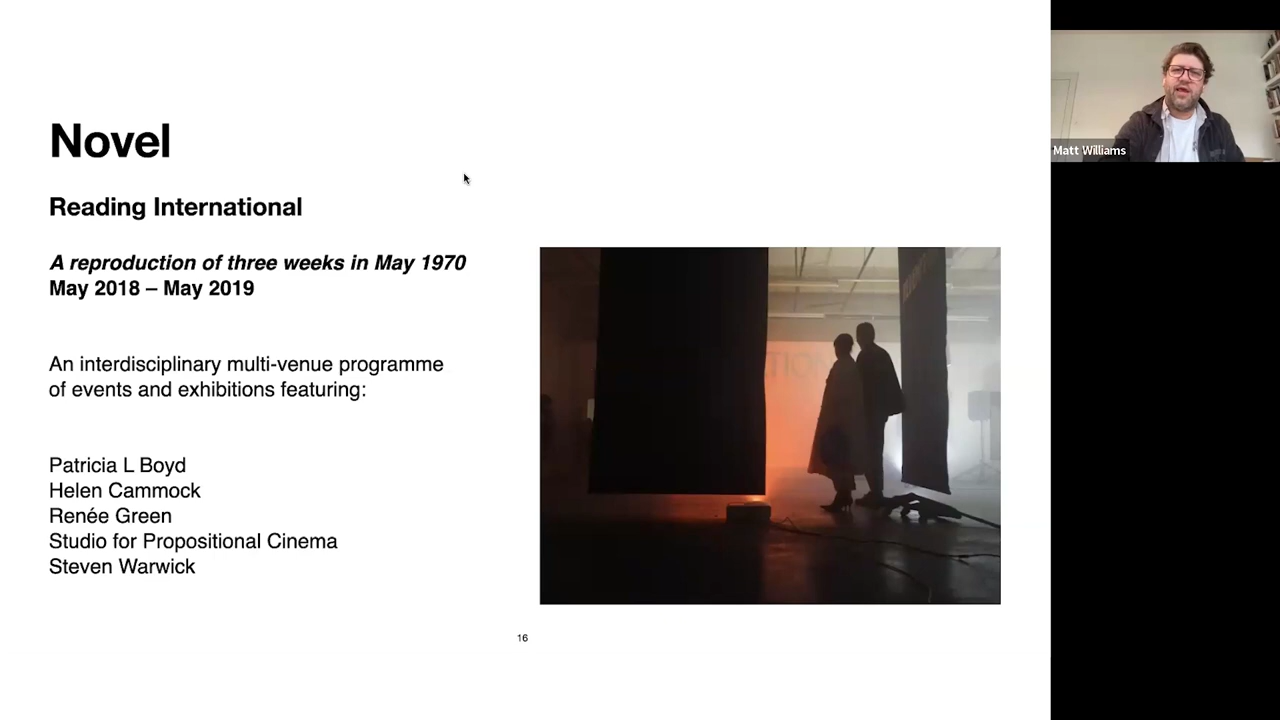 Novel
Reading International
A reproduction of three weeks in May 1970
May 2018 – May 2019
An interdisciplinary multi-venue programme
of events and exhibitions featuring:
Patricia L Boyd
Helen Cammock
Renée Green
Studio for Propositional Cinema
Steven Warwick
16
Matt Williams